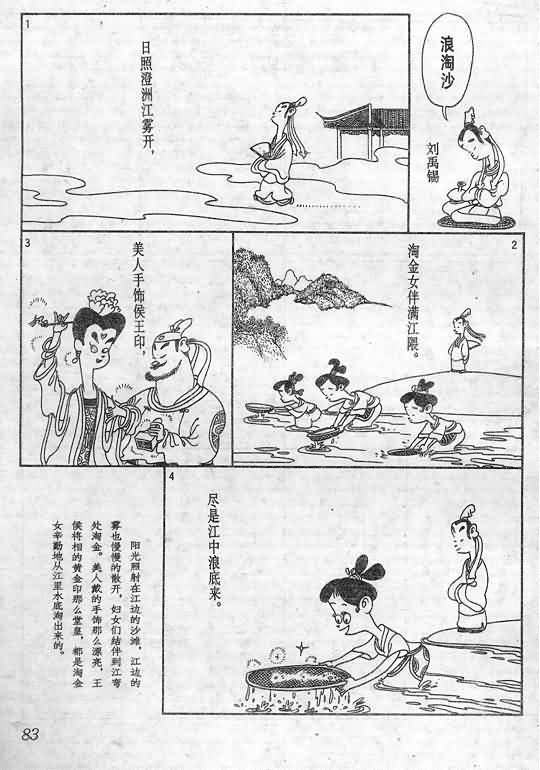 浪淘沙
刘禹锡
1
日照澄洲江雾开，
2
淘金女伴满江隈。
3
美人手饰侯王印，
4
尽是江中浪底来。
阳光照射在江边的沙滩，江边的
雾也慢慢的散开，妇女们结伴到江弯
处淘金。美人戴的手饰那么漂亮，王
侯将相的黄金印那么堂皇，都是淘金
女辛勤地从江里水底淘出来的。
83